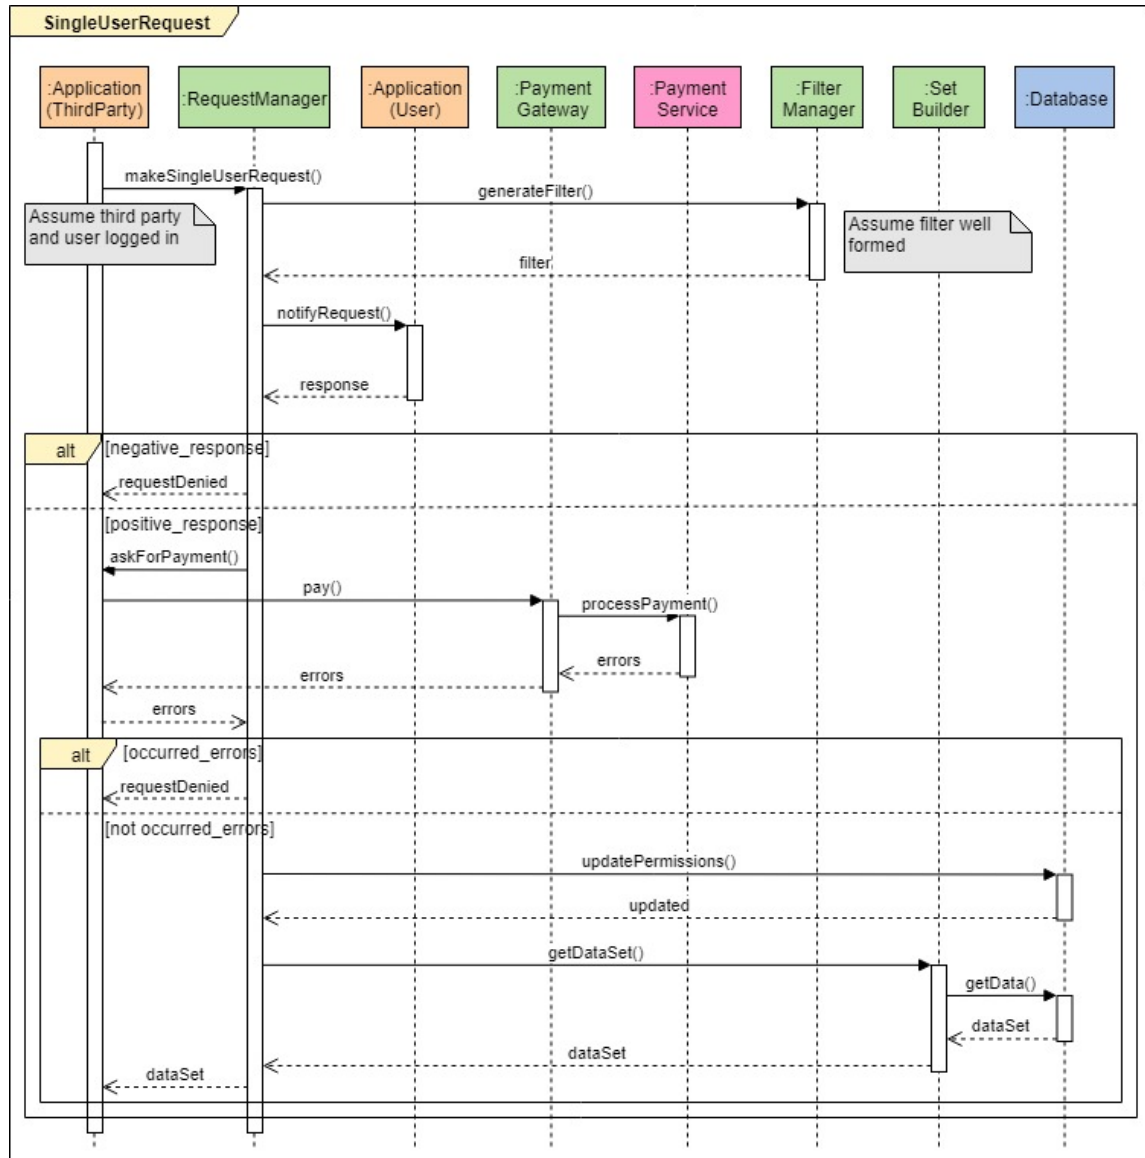 SingleUserRequest
:Application
(ThirdParty)
:RequestManager
:Application
(User)
:Payment
Gateway
:Payment
Service
:Filter
Manager
:Set
Builder
:Database
makeSingleUserRequest()
generateFilter()
Assume third party
and user logged in
Assume filter well
formed
filter
notifyRequest()
response
alt
[negative_response]
requestDenied
[positive_response]
askForPayment()
pay()
processPayment()
errors
errors
errors
alt
[occurred_errors]
requestDenied
[not occurred_errors]
updatePermissions()
updated
getDataSet()
getData()
dataSet
dataSet
dataSet